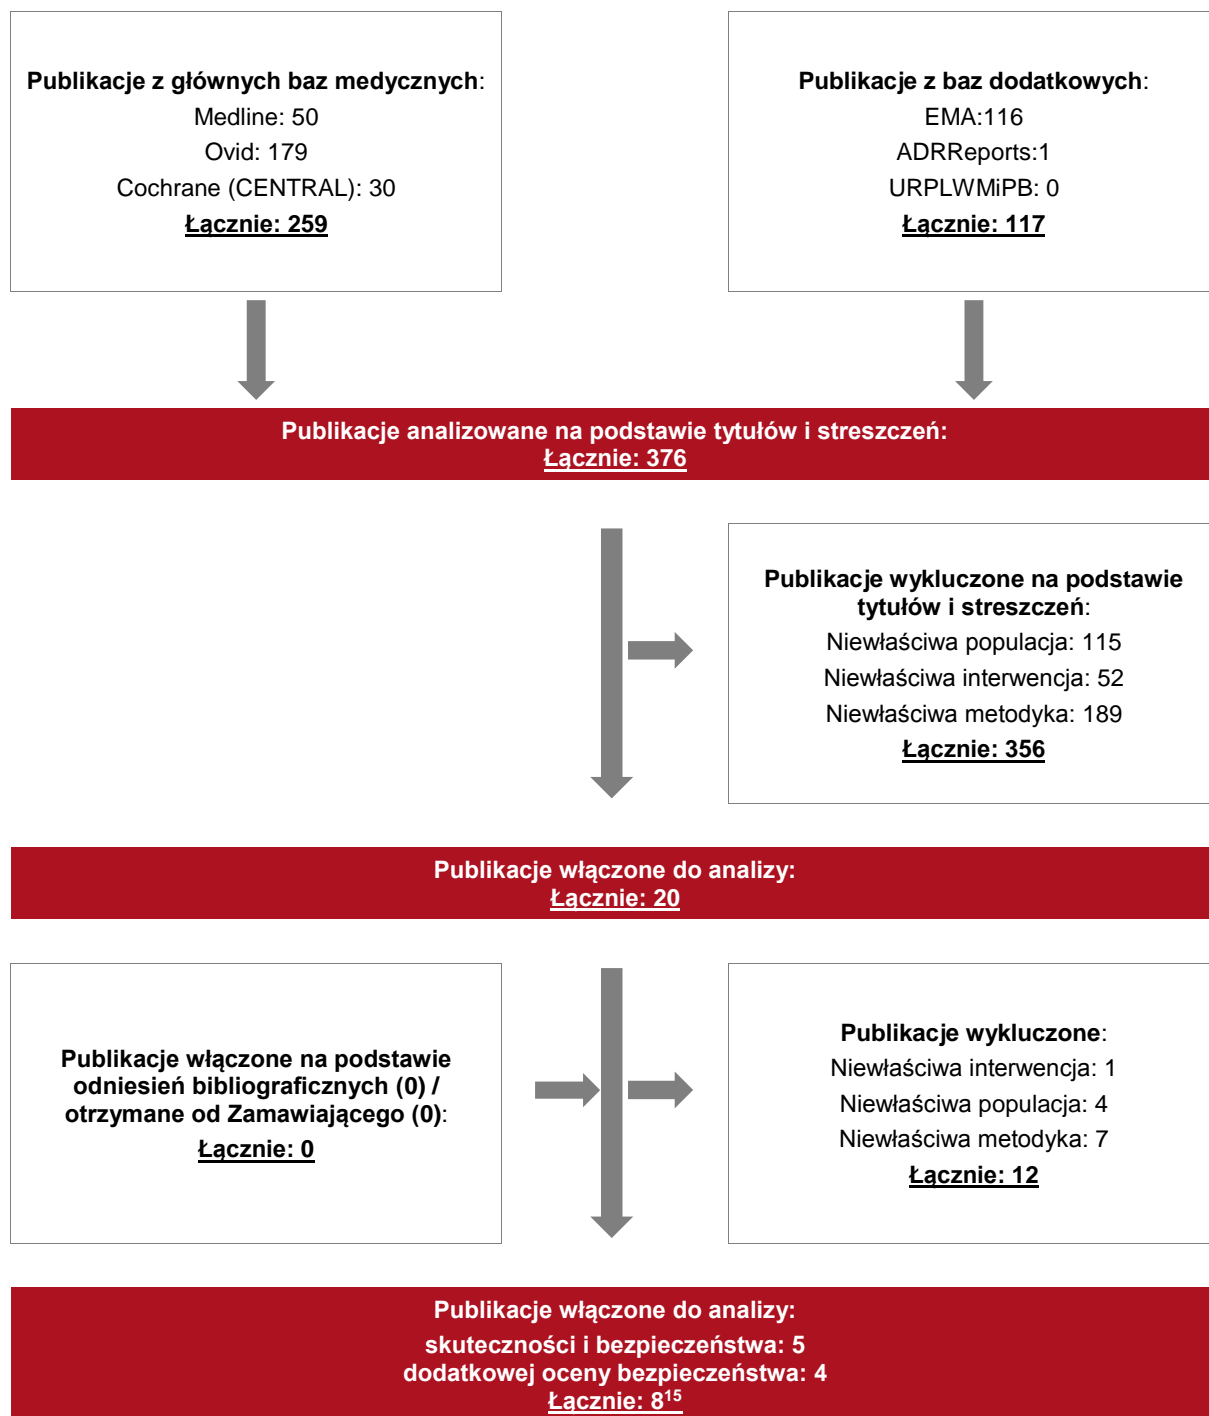 Publikacje z głównych baz medycznych:
Medline: 50
Ovid: 179
Cochrane (CENTRAL): 30
Łącznie: 259
Publikacje z baz dodatkowych:
EMA:116
ADRReports:1
URPLWMiPB: 0
Łącznie: 117
Publikacje analizowane na podstawie tytułów i streszczeń:
Łącznie: 376
Publikacje wykluczone na podstawie
tytułów i streszczeń:
Niewłaściwa populacja: 115
Niewłaściwa interwencja: 52
Niewłaściwa metodyka: 189
Łącznie: 356
Publikacje włączone do analizy:
Łącznie: 20
Publikacje włączone na podstawie
odniesień bibliograficznych (0) /
otrzymane od Zamawiającego (0):
Łącznie: 0
Publikacje wykluczone:
Niewłaściwa interwencja: 1
Niewłaściwa populacja: 4
Niewłaściwa metodyka: 7
Łącznie: 12
Publikacje włączone do analizy:
skuteczności i bezpieczeństwa: 5
dodatkowej oceny bezpieczeństwa: 4
Łącznie: 8¹⁵